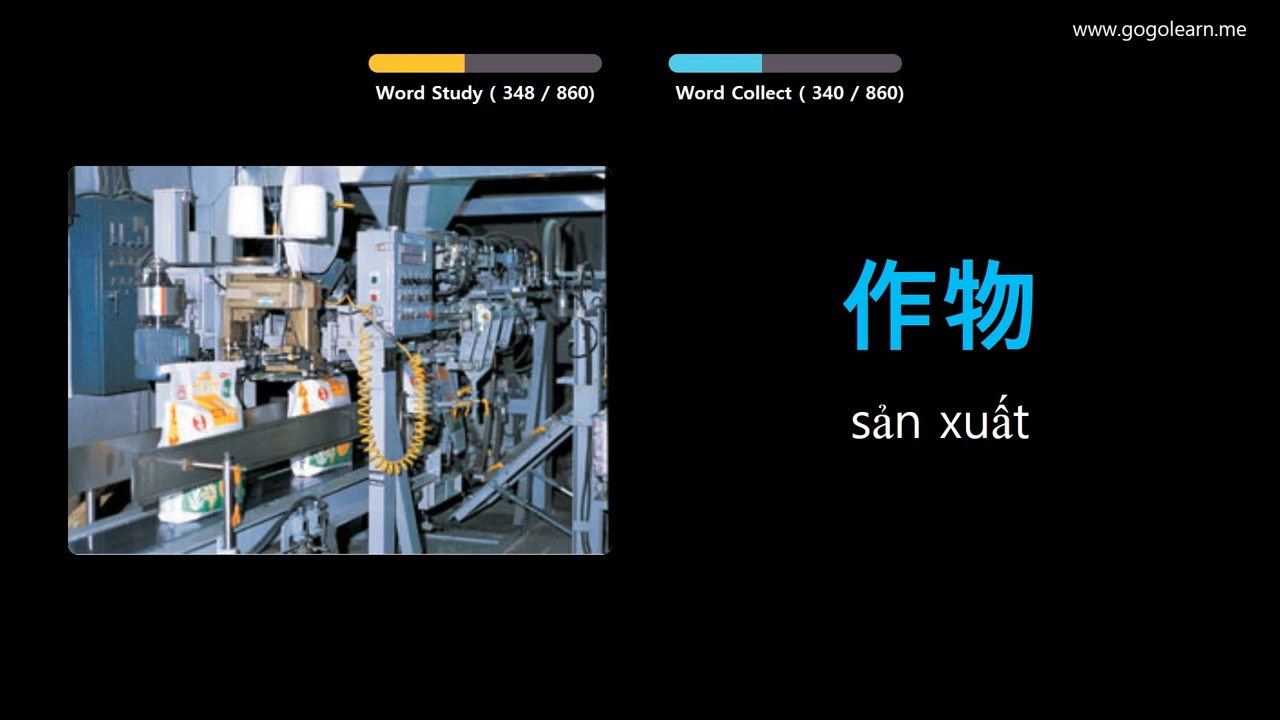 www.gogolearn.me
Word Study ( 348 / 860)
Word Collect ( 340 / 860)
作物
sản xuất